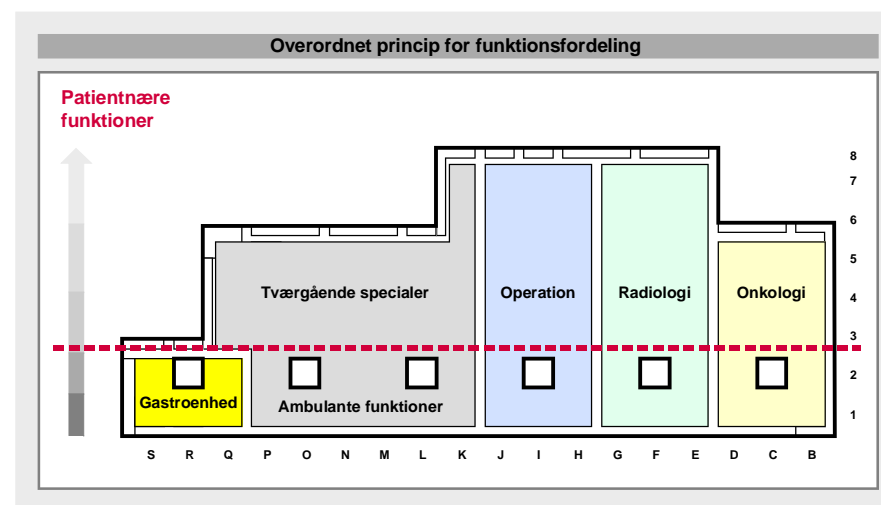 Overordnet princip for funktionsfordeling
Patientnære
funktioner
8
7
6
5
Tværgående specialer Operation Radiologi Onkologi 4
3
2
Gastroenhed Ambulante funktioner 1
S R Q P O N M L K J I H G F E D C B